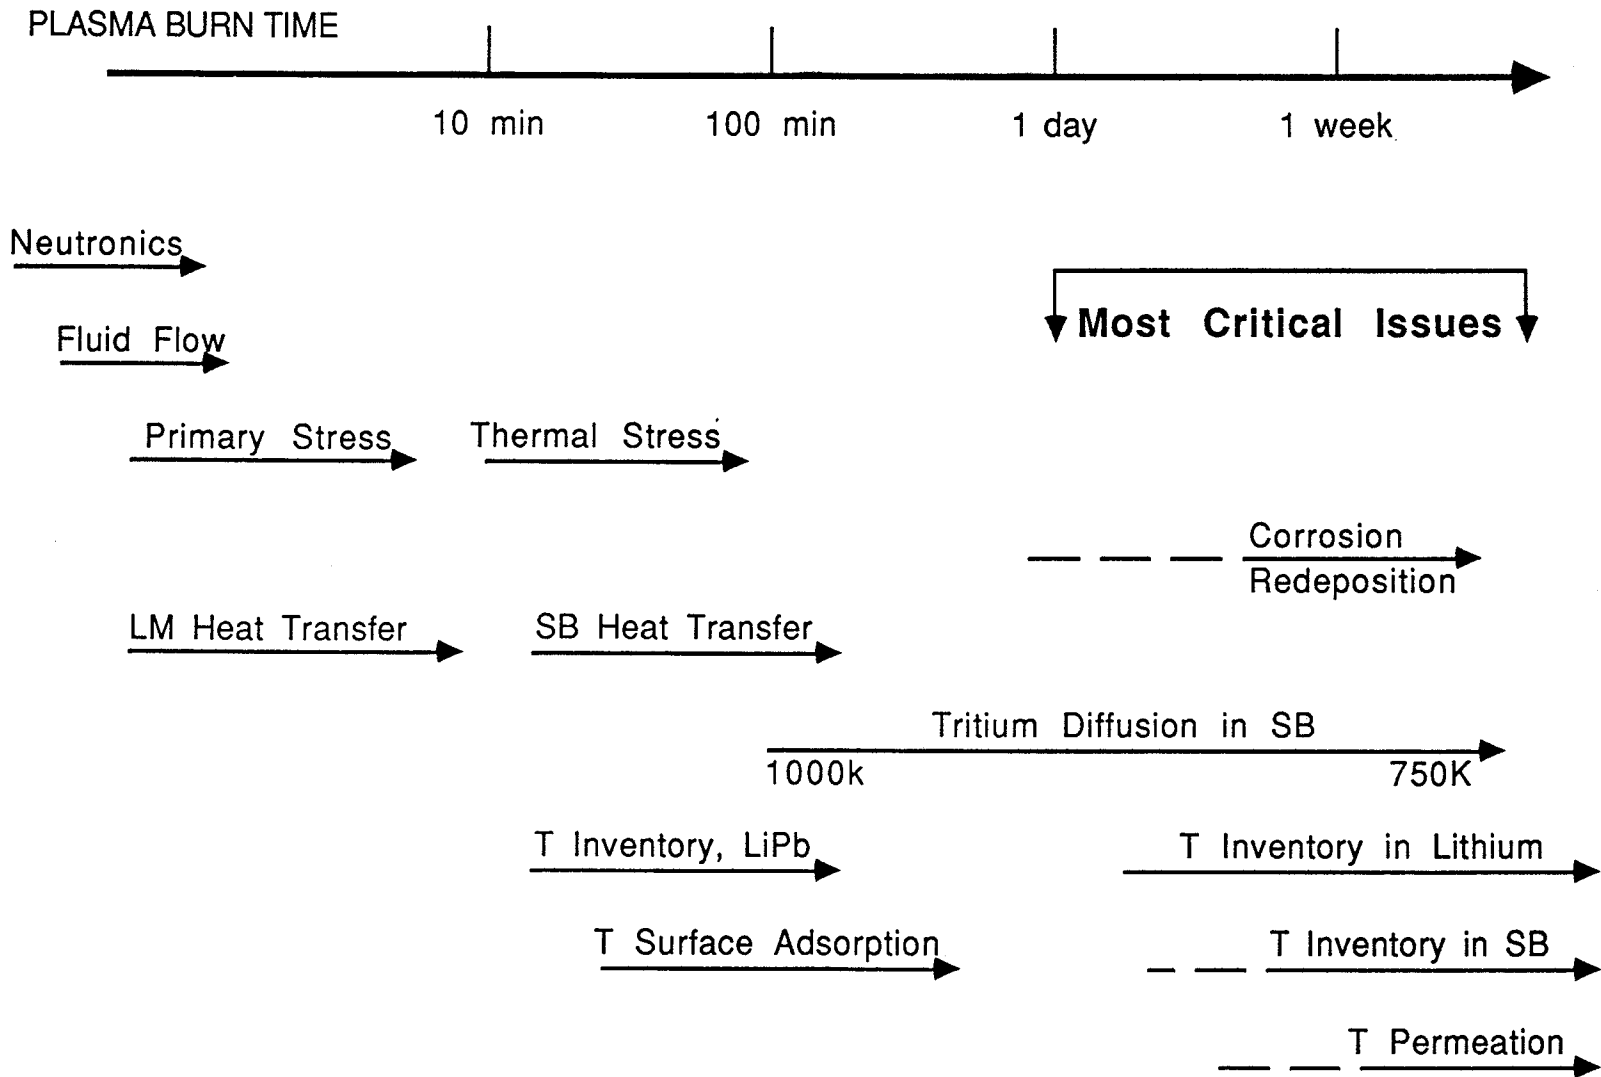 PLASMA BURN TIME
10 min 100 min 1 day 1 week
Neutronics
Most Critical Issues
Fluid Flow
Primary Stress Thermal Stress
Corrosion
Redeposition
LM Heat Transfer SB Heat Transfer
Tritium Diffusion in SB
1000k 750K
T Inventory, LiPb T Inventory in Lithium
T Surface Adsorption T Inventory in SB
T Permeation